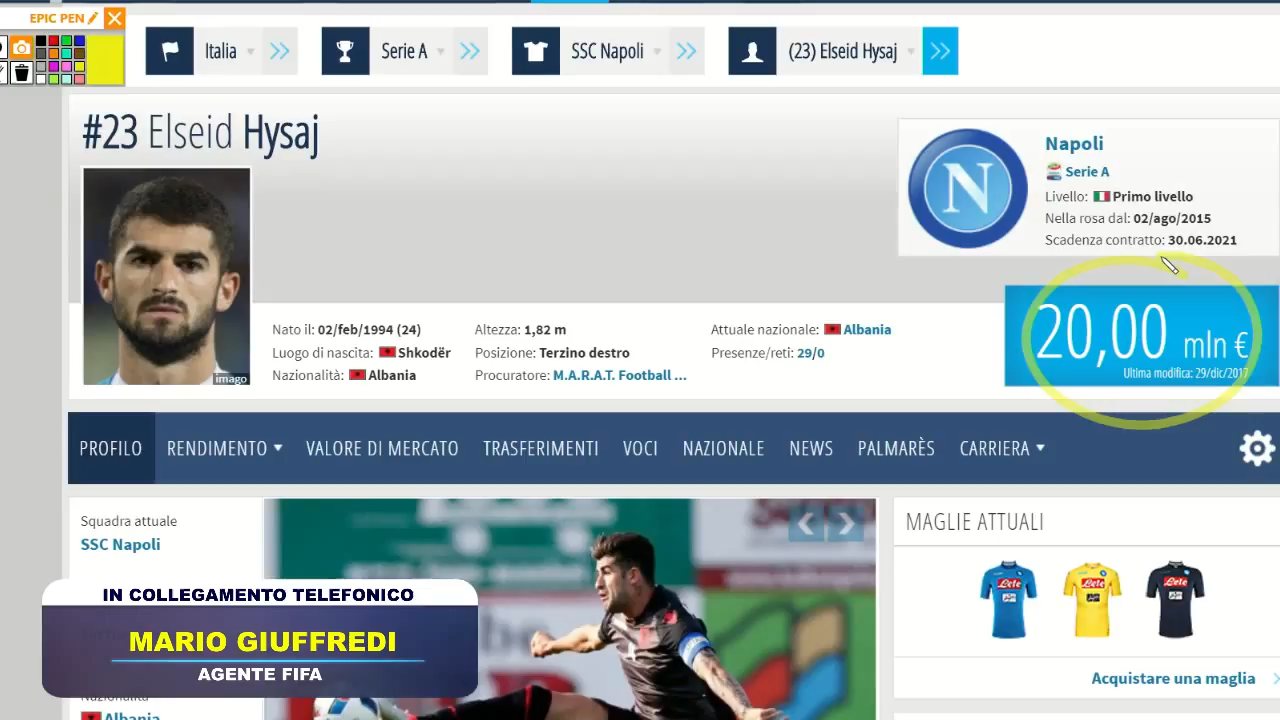 EPIC PEN
Italia
Serie A
SSC Napoli
(23) Elseid Hysaj
#23 Elseid Hysaj
imago
Nato il: 02/feb/1994 (24)
Luogo di nascita: Shkodër
Nazionalità: Albania
Altezza: 1,82 m
Posizione: Terzino destro
Procuratore: M.A.R.A.T. Football ...
Attuale nazionale: Albania
Presenze/reti: 29/0
N
Napoli
Serie A
Livello: Primo livello
Nella rosa dal: 02/ago/2015
Scadenza contratto: 30.06.2021
20,00 mln €
Ultima modifica: 29/dic/2017
PROFILO RENDIMENTO VALORE DI MERCATO TRASFERIMENTI VOCI NAZIONALE NEWS PALMARÈS CARRIERA
Squadra attuale
SSC Napoli
Nazionalità
Albania
IN COLLEGAMENTO TELEFONICO
MARIO GIUFFREDI
AGENTE FIFA
MAGLIE ATTUALI
Lete
Lete
Lete
Acquistare una maglia